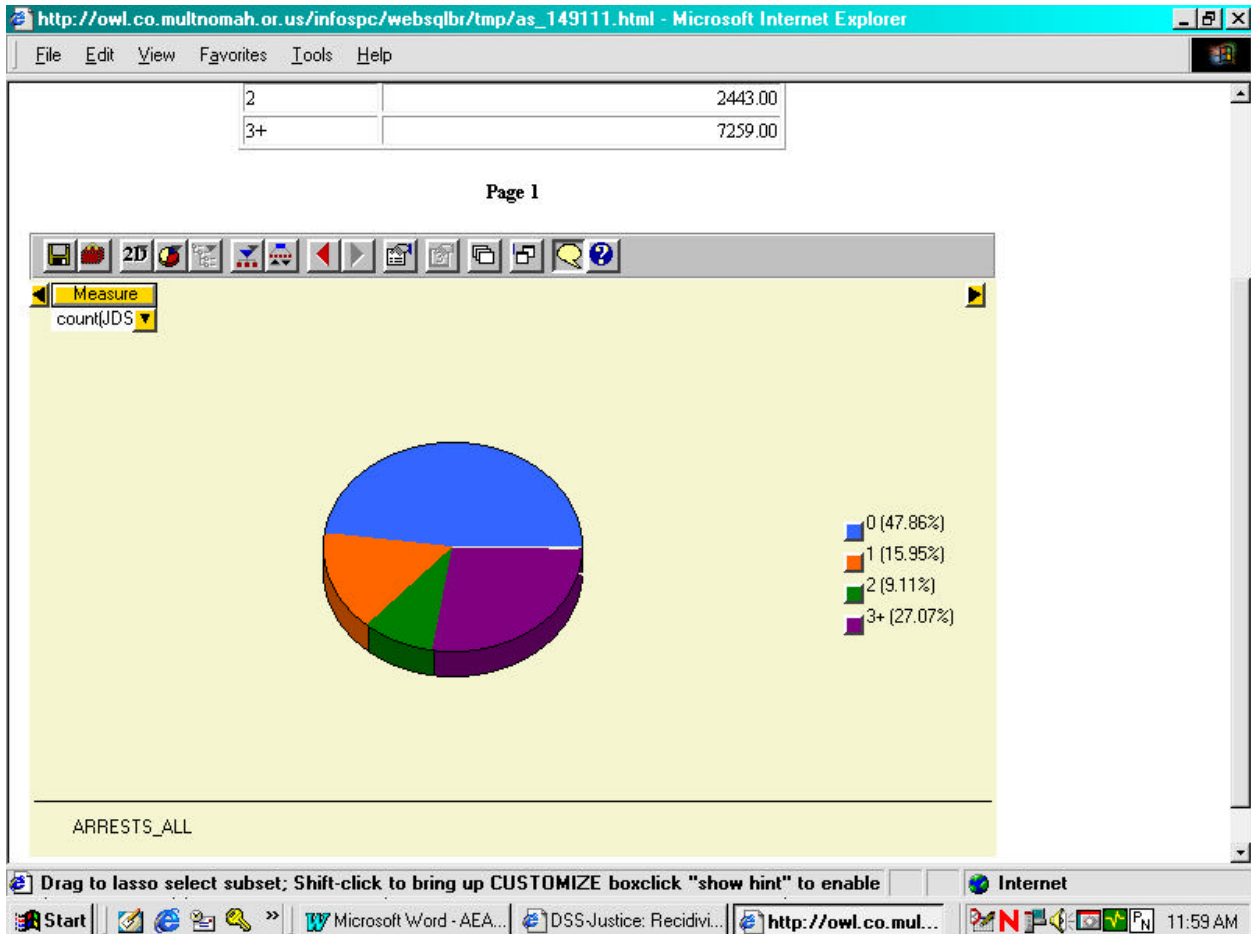 http://owl.co.multnomah.or.us/infospc/websqlbr/tmp/as_149111.html - Microsoft Internet Explorer
File Edit View Favorites Tools Help
2 2443.00
3+ 7259.00
Page 1
2D
Measure
count(JDS
0 (47.86%)
1 (15.95%)
2 (9.11%)
3+ (27.07%)
ARRESTS_ALL
Drag to lasso select subset; Shift-click to bring up CUSTOMIZE boxclick "show hint" to enable Internet
Start » Microsoft Word - AEA... DSS-Justice: Recidivi... http://owl.co.mul... N PN 11:59 AM